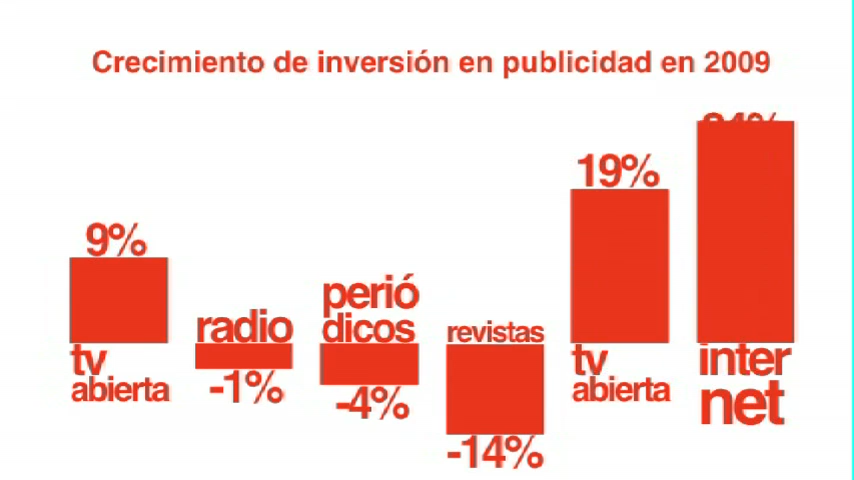 Crecimiento de inversión en publicidad en 2009
9%
tv
abierta
radio
-1%
perió
dicos
-4%
revistas
-14%
19%
tv
abierta
inter
net